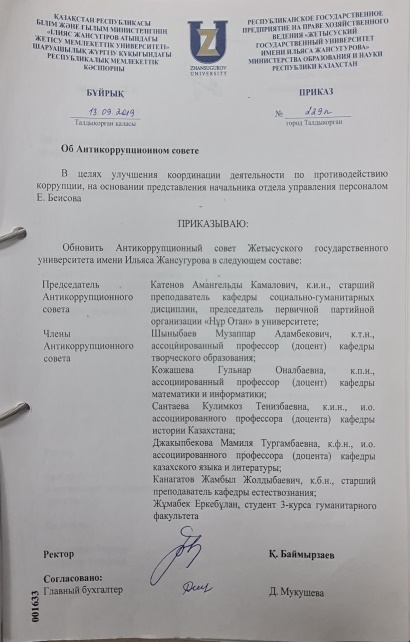 ҚАЗАҚСТАН РЕСПУБЛИКАСЫ
БІЛІМ ЖӘНЕ ҒЫЛЫМ МИНИСТРЛІГІНІҢ
«ІЛИЯС ЖАНСҮГІРОВ АТЫНДАҒЫ
ЖЕТІСУ МЕМЛЕКЕТТІК УНИВЕРСИТЕТІ»
ШАРУАШЫЛЫҚ ЖҮРГІЗУ ҚҰҚЫҒЫНДАҒЫ
РЕСПУБЛИКАЛЫҚ МЕМЛЕКЕТТІК
КӘСІПОРНЫ
ZHANSUGUROV
UNIVERSITY
РЕСПУБЛИКАНСКОЕ ГОСУДАРСТВЕННОЕ
ПРЕДПРИЯТИЕ НА ПРАВЕ ХОЗЯЙСТВЕННОГО
ВЕДЕНИЯ «ЖЕТЫСУСКИЙ
ГОСУДАРСТВЕННЫЙ УНИВЕРСИТЕТ
ИМЕНИ ИЛЬЯСА ЖАНСУГУРОВА»
МИНИСТЕРСТВА ОБРАЗОВАНИЯ И НАУКИ
РЕСПУБЛИКИ КАЗАХСТАН
БҰЙРЫҚ
ПРИКАЗ
13.09.2019
№ 229п
Талдықорған қаласы
город Талдыкорган
Об Антикоррупционном совете
В целях улучшения координации деятельности по противодействию
коррупции, на основании представления начальника отдела управления персоналом
Е. Беисова
ПРИКАЗЫВАЮ:
Обновить Антикоррупционный совет Жетысуского государственного
университета имени Ильяса Жансугурова в следующем составе:
Председатель Катенов Амангельды Камалович, к.и.н., старший
Антикоррупционного преподаватель кафедры социально-гуманитарных
совета дисциплин, председатель первичной партийной
организации «Нұр Отан» в университете;
Члены Шыныбаев Музаппар Адамбекович, к.т.н.,
Антикоррупционного ассоциированный профессор (доцент) кафедры
совета творческого образования;
Кожашева Гульнар Оналбаевна, к.п.н.,
ассоциированный профессор (доцент) кафедры
математики и информатики;
Сантаева Кулимкоз Тенизбаевна, к.и.н., и.о.
ассоциированного профессора (доцента) кафедры
истории Казахстана;
Джакыпбекова Мамиля Тургамбаевна, к.ф.н., и.о.
ассоциированного профессора (доцента) кафедры
казахского языка и литературы;
Канагатов Жамбыл Жолдыбаевич, к.б.н., старший
преподаватель кафедры естествознания;
Жұмабек Еркебұлан, студент 3-курса гуманитарного
факультета
Ректор Қ. Баймырзаев
Согласовано:
Главный бухгалтер Д. Мукушева
001633